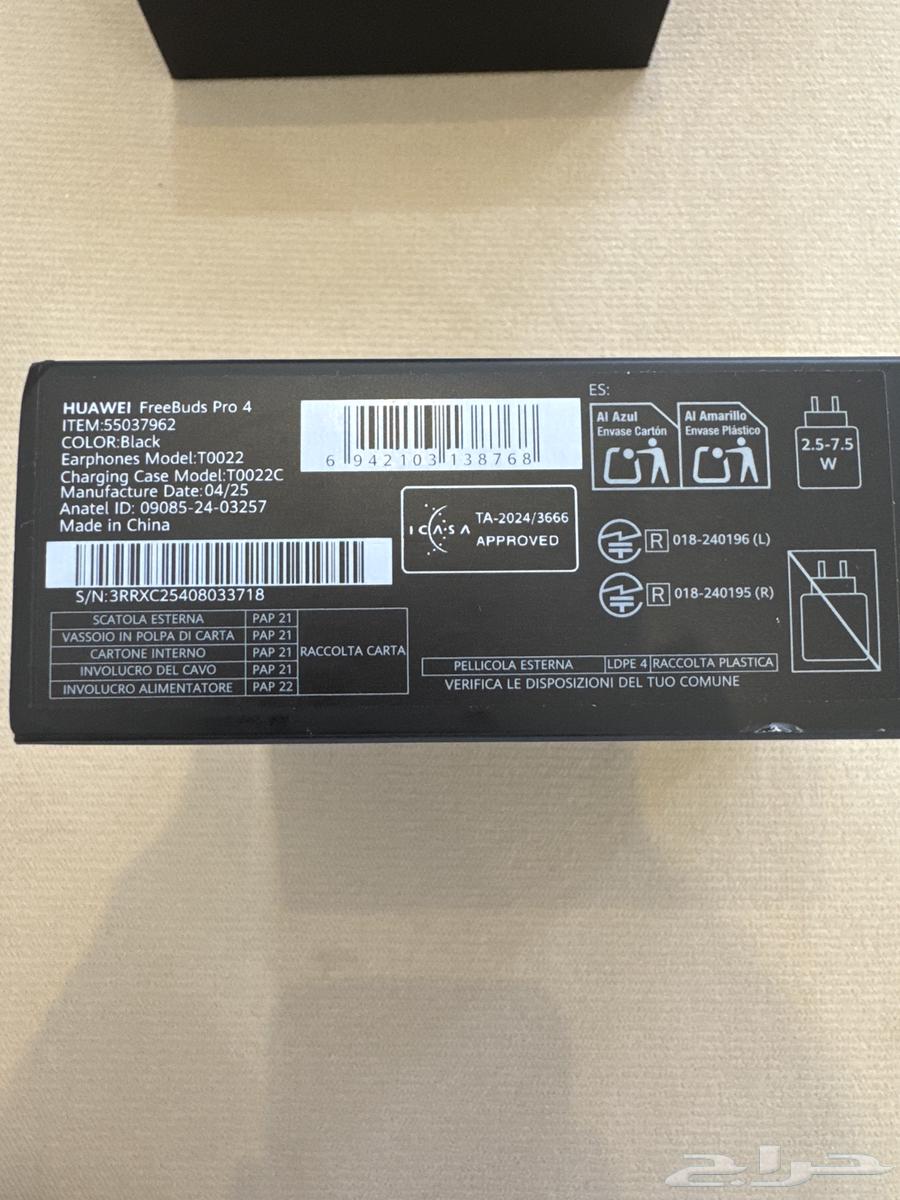 HUAWEI FreeBuds Pro 4
ITEM:55037962
COLOR:Black
Earphones Model:T0022
Charging Case Model:T0022C
Manufacture Date:04/25
Anatel ID: 09085-24-03257
Made in China
S/N:3RRXC25408033718
6 942103 138768
ICASA
TA-2024/3666
APPROVED
ES:
Al Azul
Envase Cartón
Al Amarillo
Envase Plástico
2.5-7.5
W
R 018-240196 (L)
R 018-240195 (R)
SCATOLA ESTERNA PAP 21
VASSOIO IN POLPA DI CARTA PAP 21
CARTONE INTERNO PAP 21
INVOLUCRO DEL CAVO PAP 21
INVOLUCRO ALIMENTATORE PAP 22
RACCOLTA CARTA
PELLICOLA ESTERNA LDPE 4 RACCOLTA PLASTICA
VERIFICA LE DISPOSIZIONI DEL TUO COMUNE
حراج